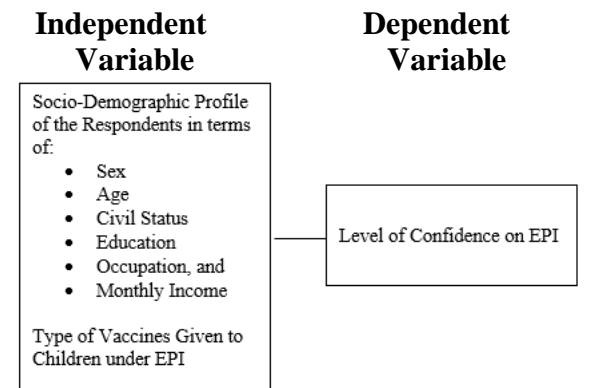 Independent
Variable
Dependent
Variable
Socio-Demographic Profile
of the Respondents in terms
of:
• Sex
• Age
• Civil Status
• Education
• Occupation, and
• Monthly Income
Type of Vaccines Given to
Children under EPI
Level of Confidence on EPI